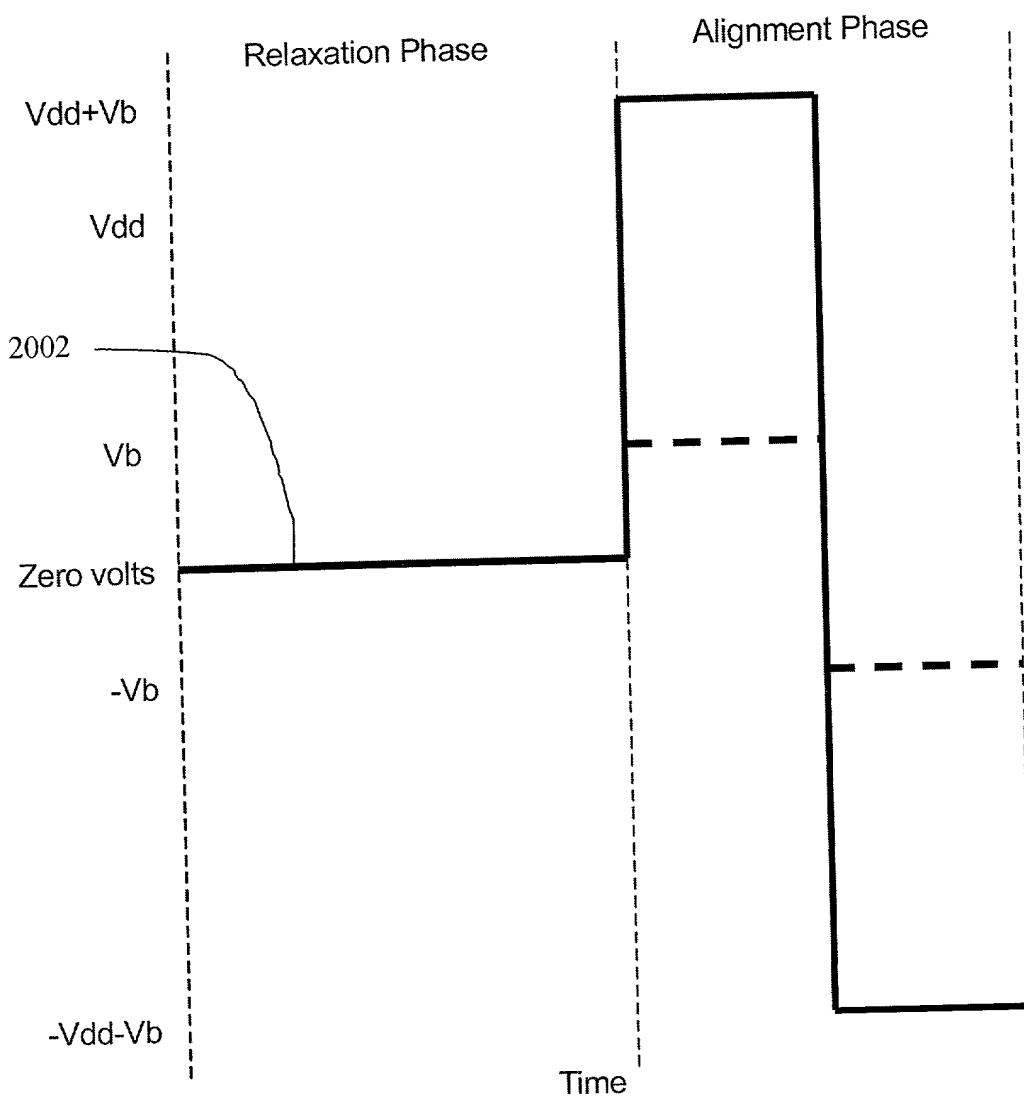 Relaxation Phase
Alignment Phase
Vdd+Vb
Vdd
2002
Vb
Zero volts
-Vb
-Vdd-Vb
Time